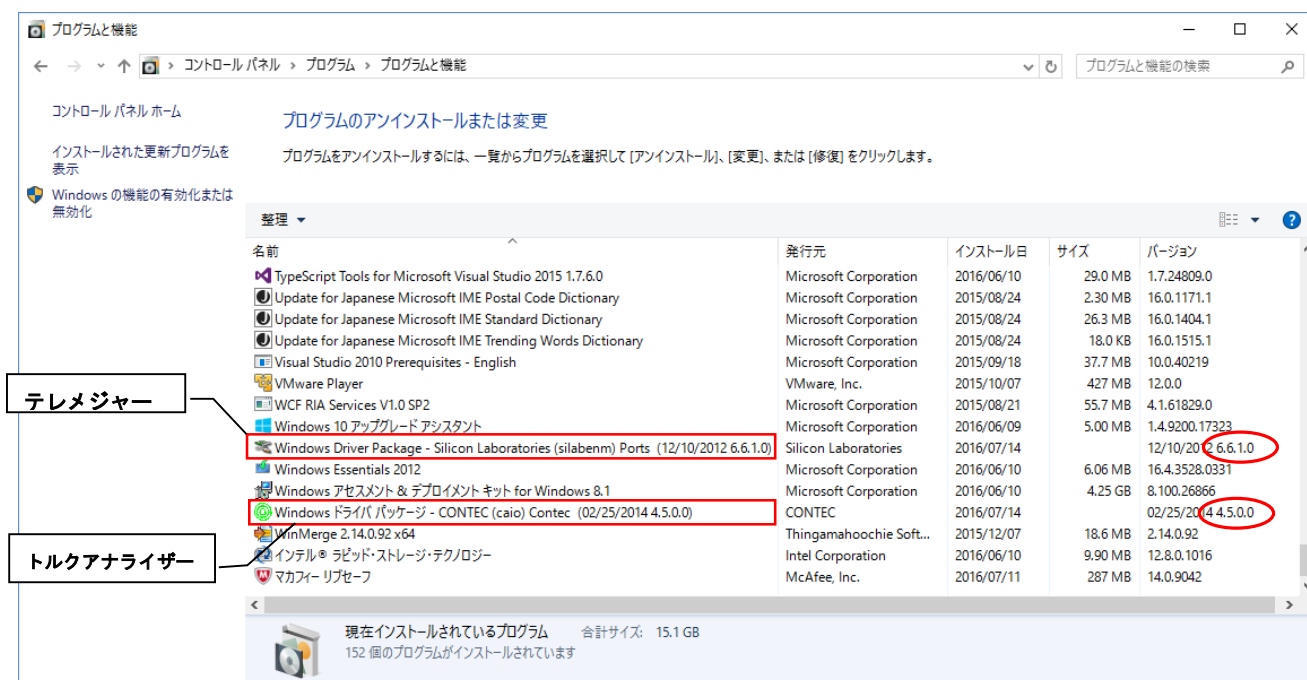 プログラムと機能
コントロール パネル › プログラム › プログラムと機能
プログラムと機能の検索
コントロール パネル ホーム
インストールされた更新プログラムを
表示
Windows の機能の有効化または
無効化
プログラムのアンインストールまたは変更
プログラムをアンインストールするには、一覧からプログラムを選択して [アンインストール]、[変更]、または [修復] をクリックします。
整理
名前 発行元 インストール日 サイズ バージョン
TypeScript Tools for Microsoft Visual Studio 2015 1.7.6.0 Microsoft Corporation 2016/06/10 29.0 MB 1.7.24809.0
Update for Japanese Microsoft IME Postal Code Dictionary Microsoft Corporation 2015/08/24 2.30 MB 16.0.1171.1
Update for Japanese Microsoft IME Standard Dictionary Microsoft Corporation 2015/08/24 26.3 MB 16.0.1404.1
Update for Japanese Microsoft IME Trending Words Dictionary Microsoft Corporation 2015/08/24 18.0 KB 16.0.1515.1
Visual Studio 2010 Prerequisites - English Microsoft Corporation 2015/09/18 37.7 MB 10.0.40219
VMware Player VMware, Inc. 2015/10/07 427 MB 12.0.0
テレメジャー
WCF RIA Services V1.0 SP2 Microsoft Corporation 2015/08/21 55.7 MB 4.1.61829.0
Windows 10 アップグレード アシスタント Microsoft Corporation 2016/06/09 5.00 MB 1.4.9200.17323
Windows Driver Package - Silicon Laboratories (silabenm) Ports (12/10/2012 6.6.1.0) Silicon Laboratories 2016/07/14 12/10/2012 6.6.1.0
Windows Essentials 2012 Microsoft Corporation 2016/06/10 6.06 MB 16.4.3528.0331
Windows アセスメント & デプロイメント キット for Windows 8.1 Microsoft Corporation 2016/06/10 4.25 GB 8.100.26866
Windows ドライバ パッケージ - CONTEC (caio) Contec (02/25/2014 4.5.0.0) CONTEC 2016/07/14 02/25/2014 4.5.0.0
WinMerge 2.14.0.92 x64 Thingamahoochie Soft... 2015/12/07 18.6 MB 2.14.0.92
トルクアナライザー
インテル® ラピッド・ストレージ・テクノロジー Intel Corporation 2016/06/10 9.90 MB 12.8.0.1016
マカフィー リブセーフ McAfee, Inc. 2016/07/11 287 MB 14.0.9042
現在インストールされているプログラム 合計サイズ: 15.1 GB
152 個のプログラムがインストールされています